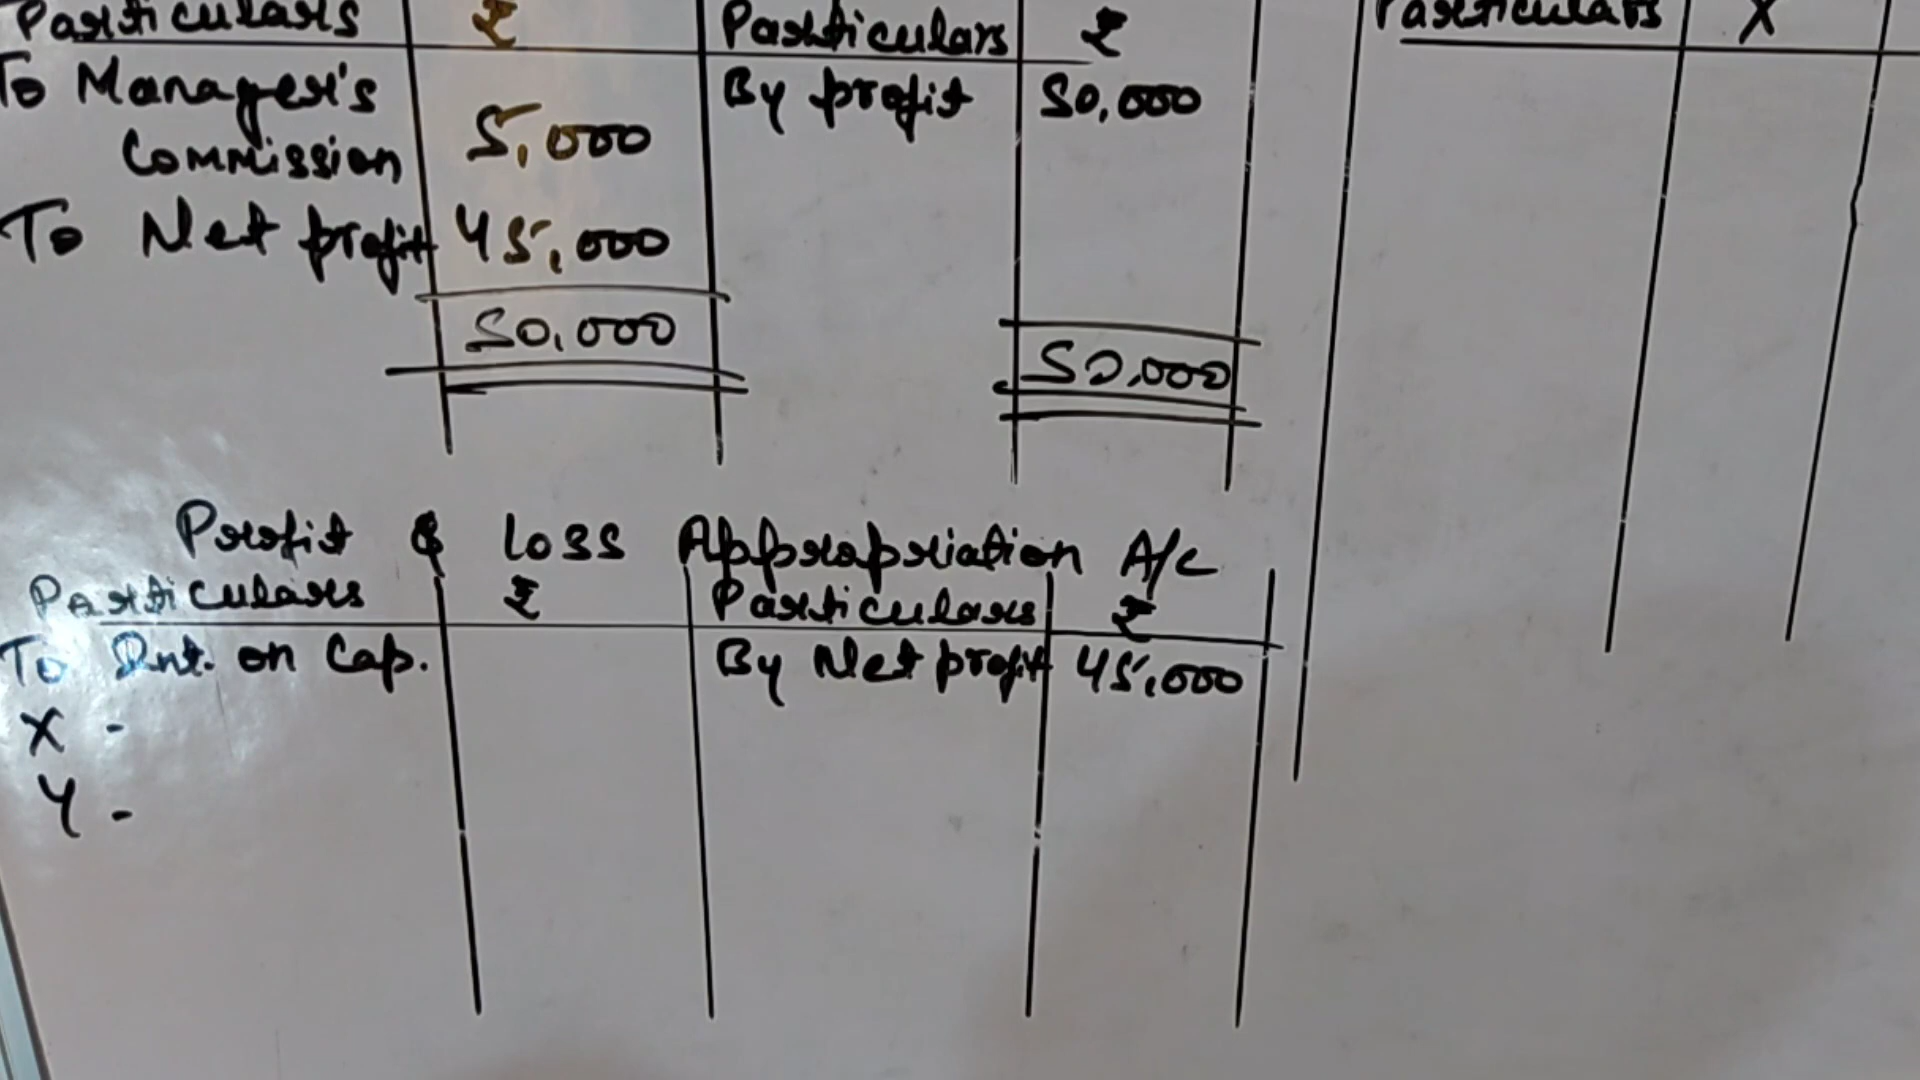 Particulars ₹ Particulars ₹
To Manager's Commission 5,000 By profit 50,000
To Net profit 45,000
50,000 50,000
Profit & Loss Appropriation A/c
Particulars ₹ Particulars ₹
To Int. on Cap. By Net profit 45,000
X -
Y -
Particulars X